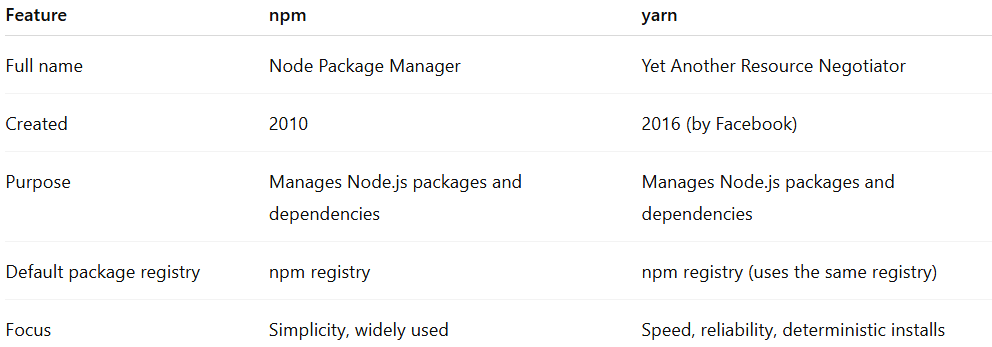 Feature npm yarn
Full name Node Package Manager Yet Another Resource Negotiator
Created 2010 2016 (by Facebook)
Purpose Manages Node.js packages and Manages Node.js packages and
dependencies dependencies
Default package registry npm registry npm registry (uses the same registry)
Focus Simplicity, widely used Speed, reliability, deterministic installs